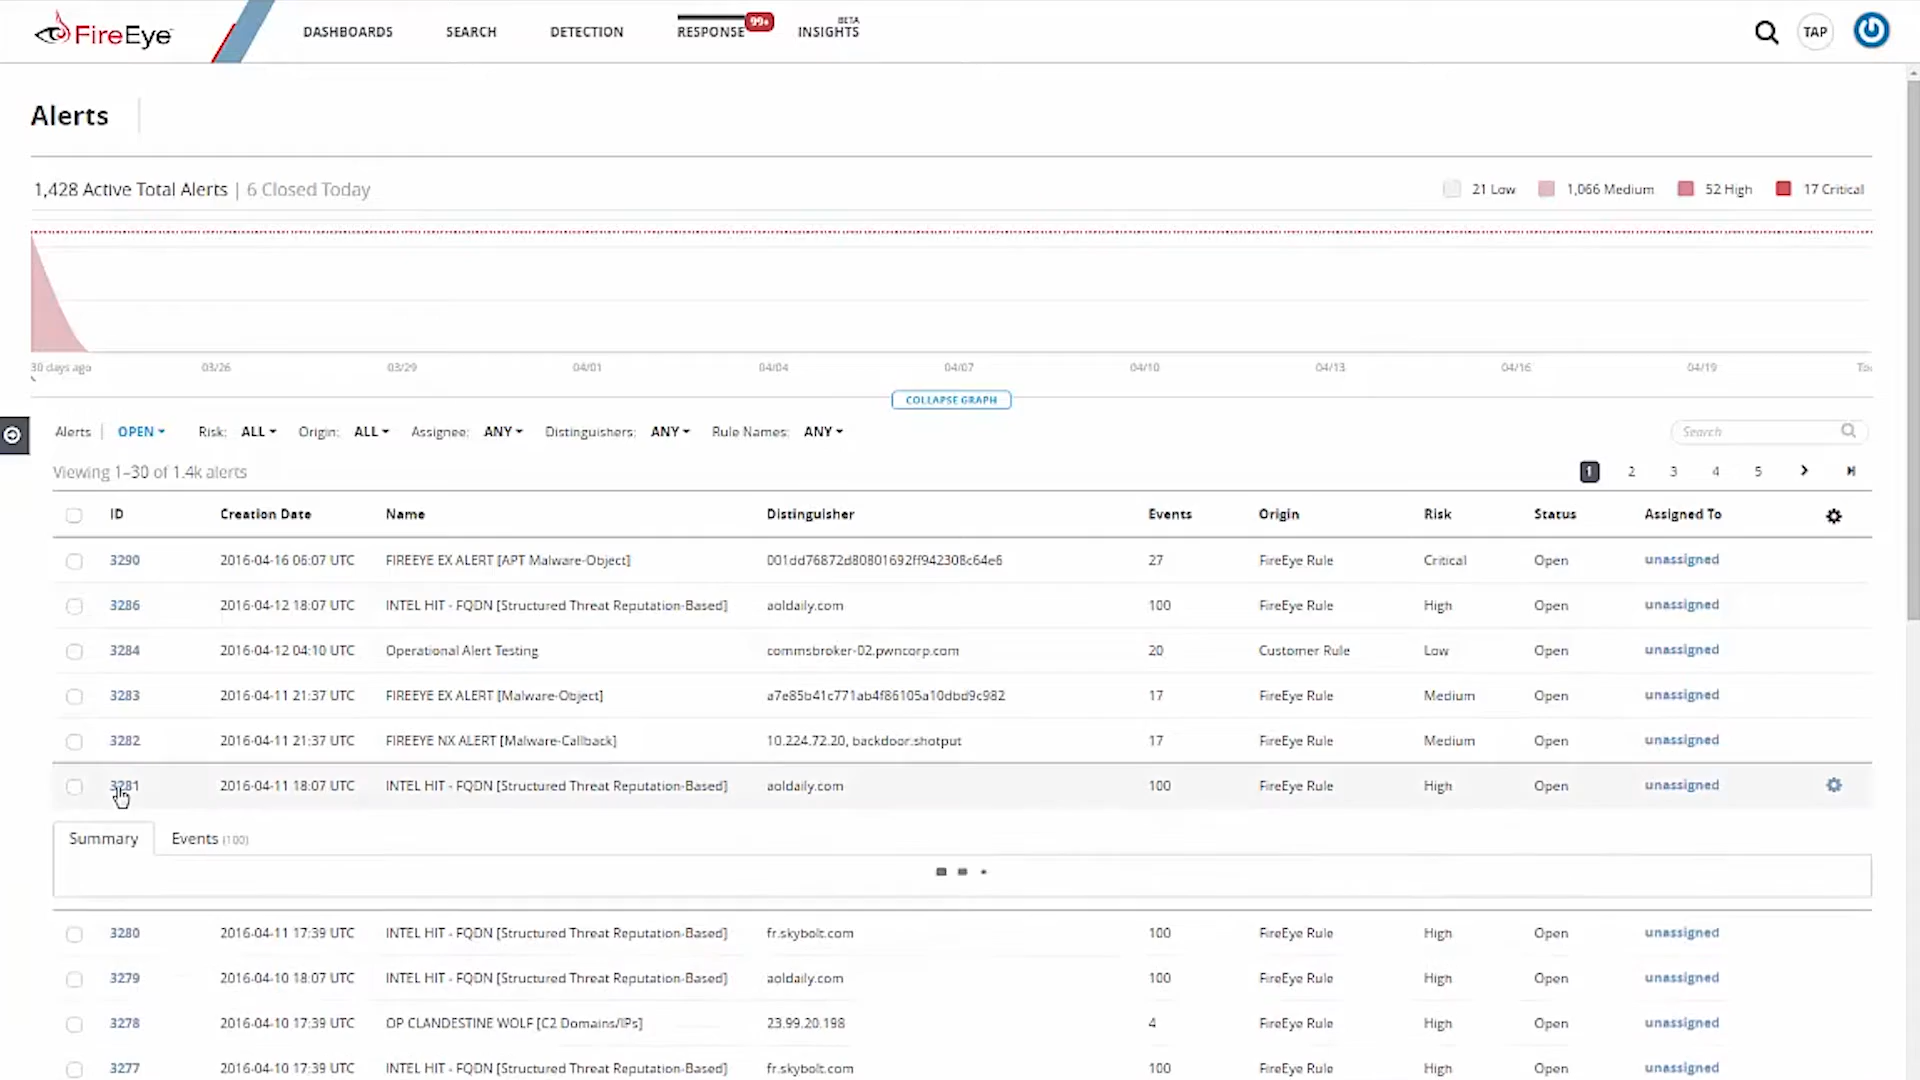 FireEye DASHBOARDS SEARCH DETECTION RESPONSE 99+ INSIGHTS BETA TAP
Alerts
1,428 Active Total Alerts | 6 Closed Today 21 Low 1,066 Medium 52 High 17 Critical
30 days ago 03/26 03/29 04/01 04/04 04/07 04/10 04/13 04/16 04/19
COLLAPSE GRAPH
Alerts | OPEN Risk: ALL Origin: ALL Assignee: ANY Distinguishers: ANY Rule Names: ANY Search
Viewing 1–30 of 1.4k alerts 1 2 3 4 5
ID Creation Date Name Distinguisher Events Origin Risk Status Assigned To
3290 2016-04-16 06:07 UTC FIREEYE EX ALERT [APT Malware-Object] 001dd76872d80801692ff942308c64e6 27 FireEye Rule Critical Open unassigned
3286 2016-04-12 18:07 UTC INTEL HIT - FQDN [Structured Threat Reputation-Based] aoldaily.com 100 FireEye Rule High Open unassigned
3284 2016-04-12 04:10 UTC Operational Alert Testing commsbroker-02.pwncorp.com 20 Customer Rule Low Open unassigned
3283 2016-04-11 21:37 UTC FIREEYE EX ALERT [Malware-Object] a7e85b41c771ab4f86105a10dbd9c982 17 FireEye Rule Medium Open unassigned
3282 2016-04-11 21:37 UTC FIREEYE NX ALERT [Malware-Callback] 10.224.72.20, backdoor.shotput 17 FireEye Rule Medium Open unassigned
3281 2016-04-11 18:07 UTC INTEL HIT - FQDN [Structured Threat Reputation-Based] aoldaily.com 100 FireEye Rule High Open unassigned
Summary Events (100)
3280 2016-04-11 17:39 UTC INTEL HIT - FQDN [Structured Threat Reputation-Based] fr.skybolt.com 100 FireEye Rule High Open unassigned
3279 2016-04-10 18:07 UTC INTEL HIT - FQDN [Structured Threat Reputation-Based] aoldaily.com 100 FireEye Rule High Open unassigned
3278 2016-04-10 17:39 UTC OP CLANDESTINE WOLF [C2 Domains/IPs] 23.99.20.198 4 FireEye Rule High Open unassigned
3277 2016-04-10 17:39 UTC INTEL HIT - FQDN [Structured Threat Reputation-Based] fr.skybolt.com 100 FireEye Rule High Open unassigned